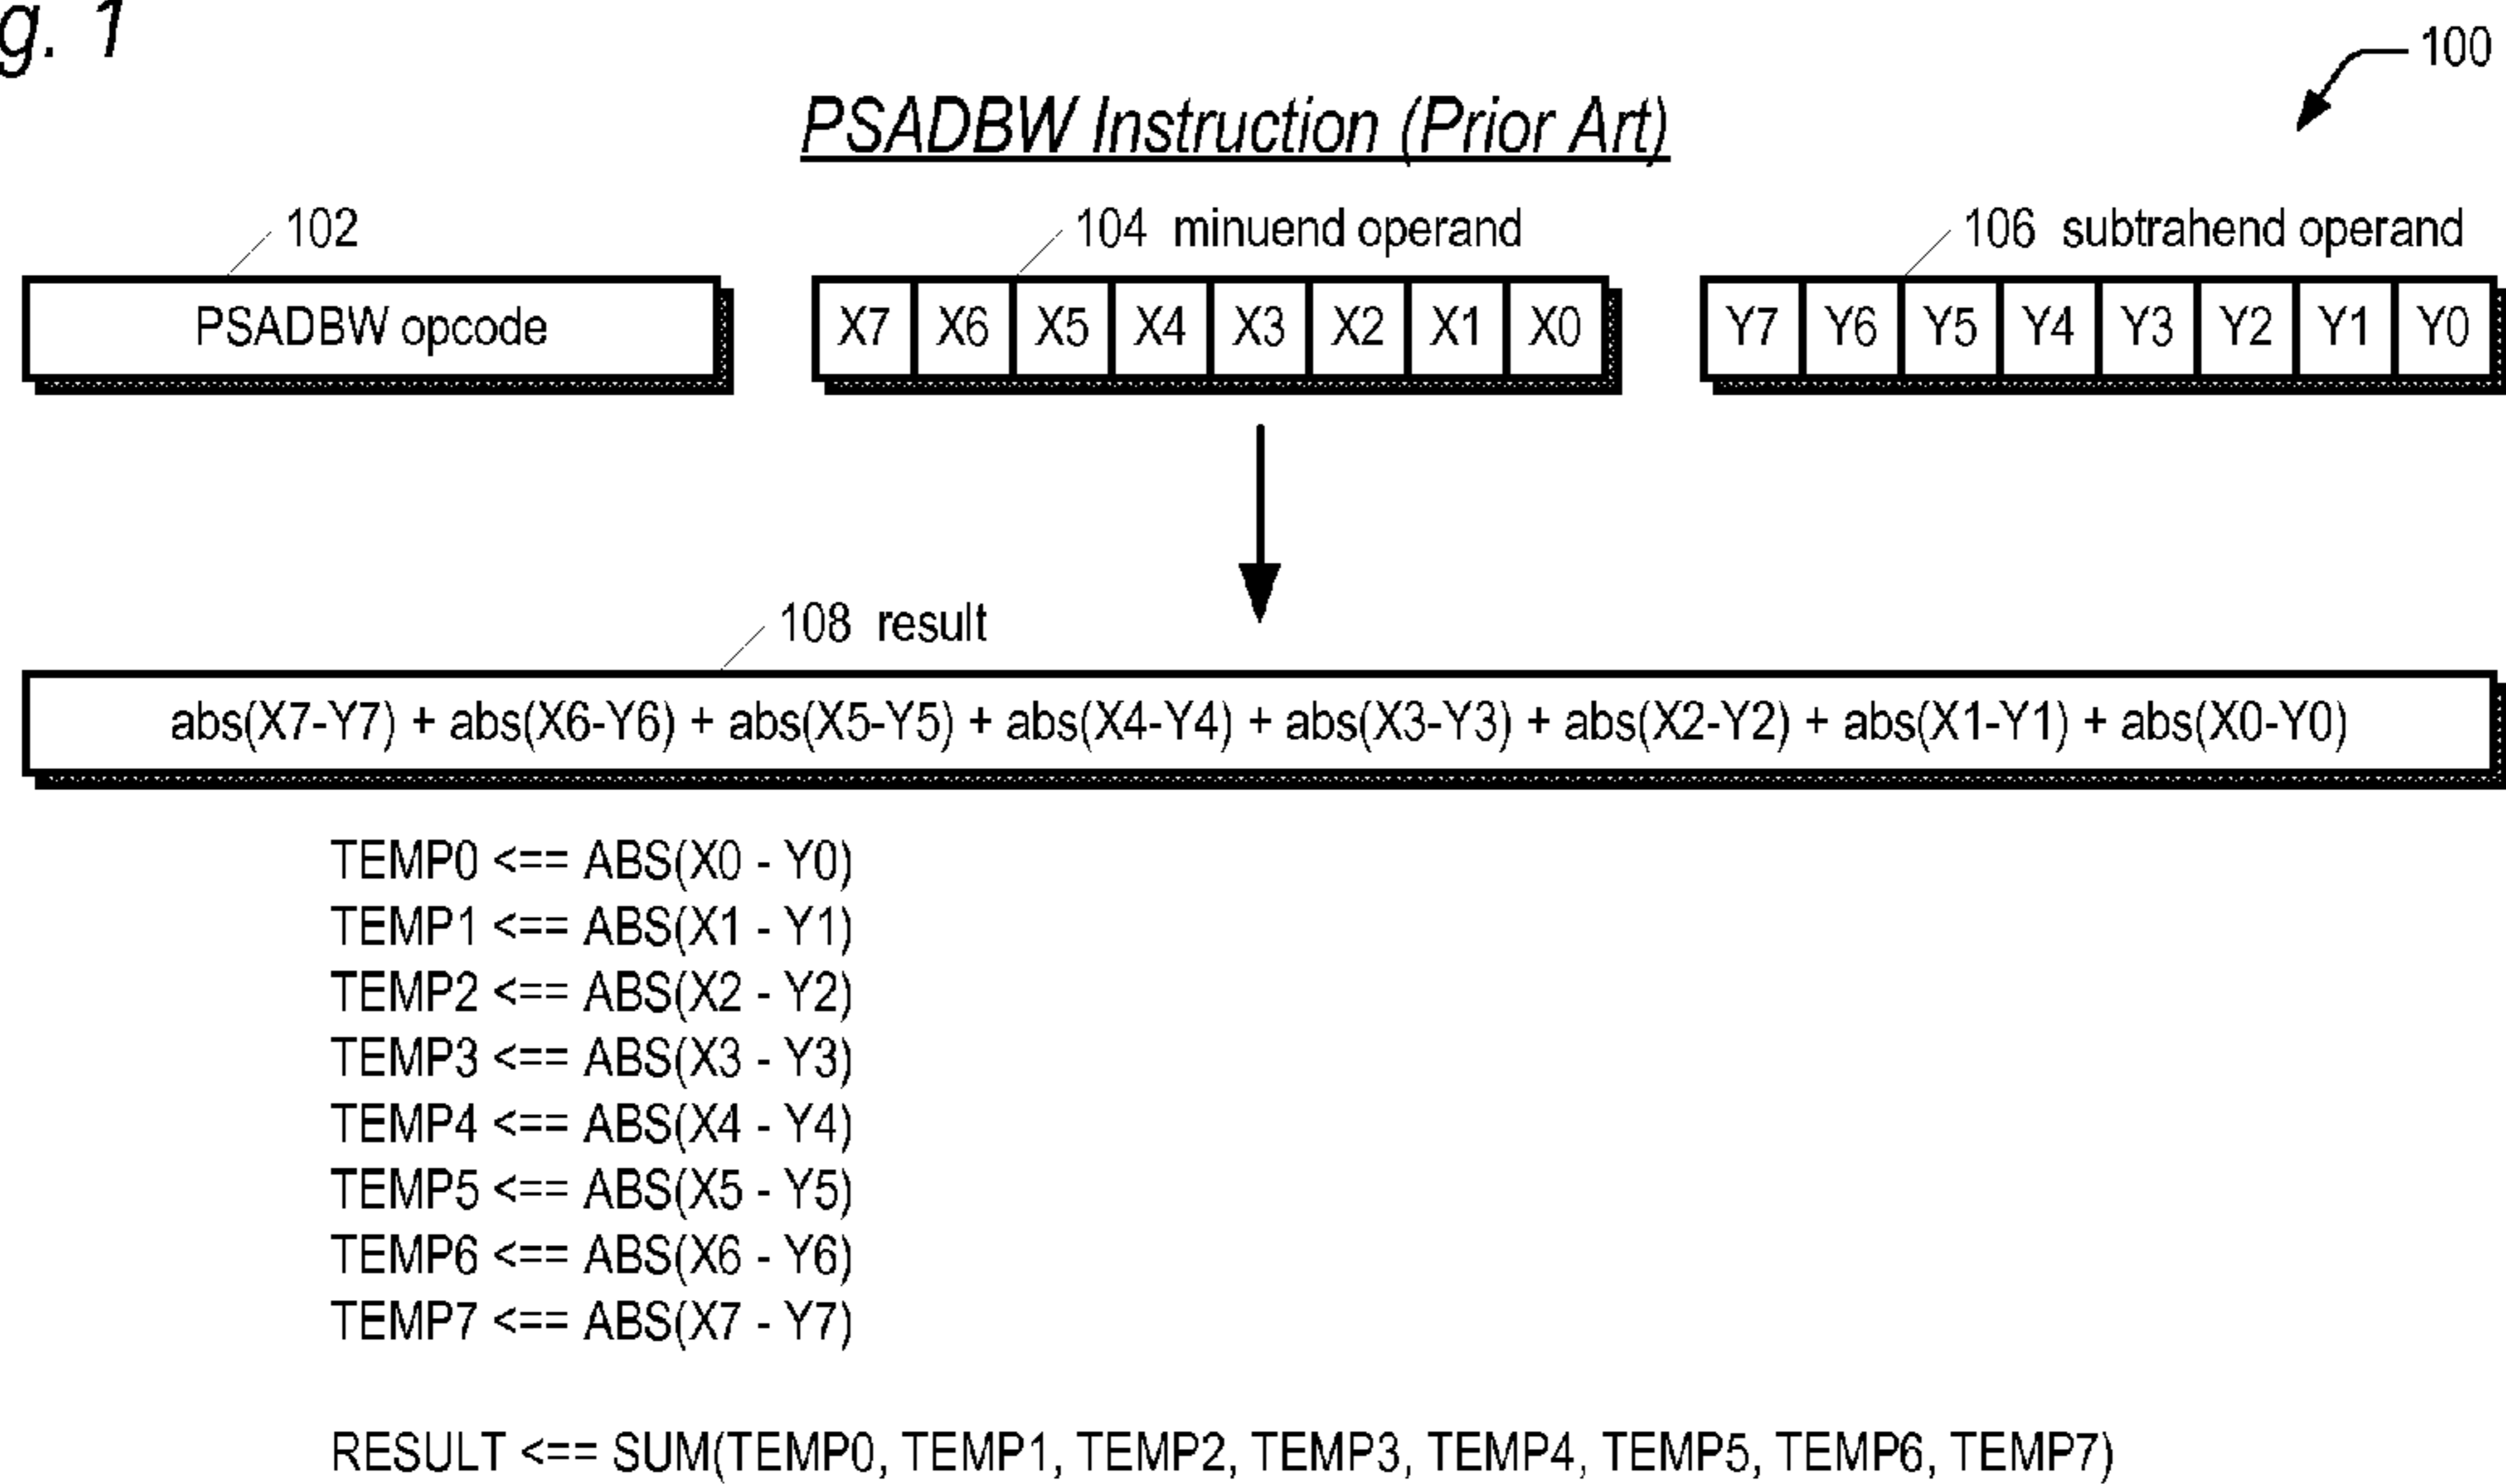 g. 1
100
PSADBW Instruction (Prior Art)
102
104 minuend operand
106 subtrahend operand
PSADBW opcode
X7 X6 X5 X4 X3 X2 X1 X0
Y7 Y6 Y5 Y4 Y3 Y2 Y1 Y0
108 result
abs(X7-Y7) + abs(X6-Y6) + abs(X5-Y5) + abs(X4-Y4) + abs(X3-Y3) + abs(X2-Y2) + abs(X1-Y1) + abs(X0-Y0)
TEMP0 <== ABS(X0 - Y0)
TEMP1 <== ABS(X1 - Y1)
TEMP2 <== ABS(X2 - Y2)
TEMP3 <== ABS(X3 - Y3)
TEMP4 <== ABS(X4 - Y4)
TEMP5 <== ABS(X5 - Y5)
TEMP6 <== ABS(X6 - Y6)
TEMP7 <== ABS(X7 - Y7)
RESULT <== SUM(TEMP0, TEMP1, TEMP2, TEMP3, TEMP4, TEMP5, TEMP6, TEMP7)